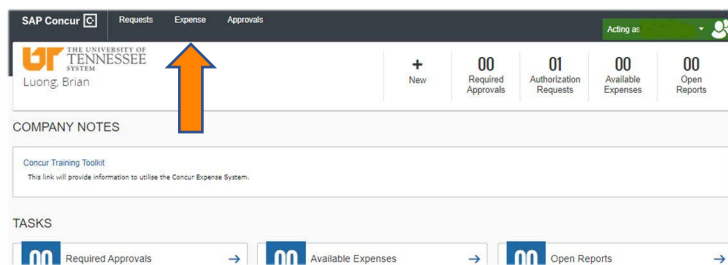 SAP Concur C Requests Expense Approvals
Acting as
UT THE UNIVERSITY OF
TENNESSEE
SYSTEM
Luong, Brian
+
New
00
Required
Approvals
01
Authorization
Requests
00
Available
Expenses
00
Open
Reports
COMPANY NOTES
Concur Training Toolkit
This link will provide information to utilise the Concur Expense System.
TASKS
00 Required Approvals →
00 Available Expenses →
00 Open Reports →